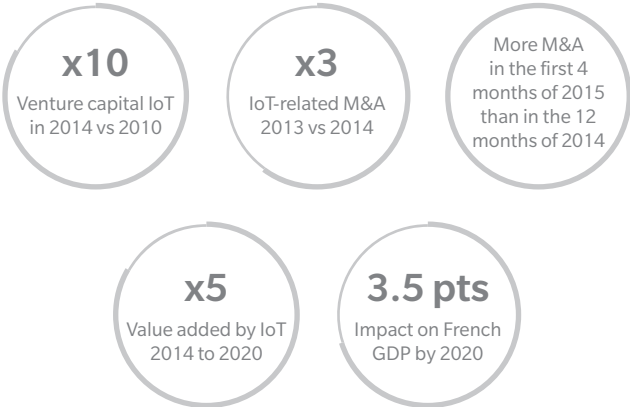 x10
Venture capital IoT
in 2014 vs 2010
x3
IoT-related M&A
2013 vs 2014
More M&A
in the first 4
months of 2015
than in the 12
months of 2014
x5
Value added by IoT
2014 to 2020
3.5 pts
Impact on French
GDP by 2020